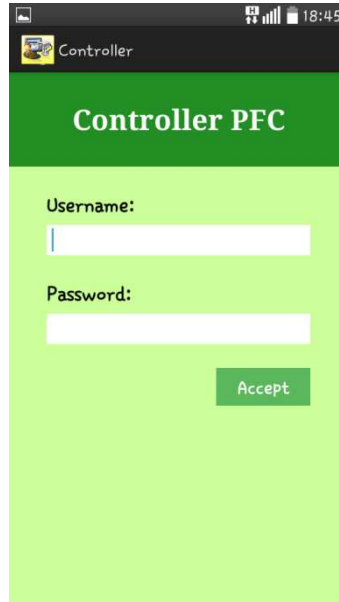 H 18:45
Controller
Controller PFC
Username:
Password:
Accept